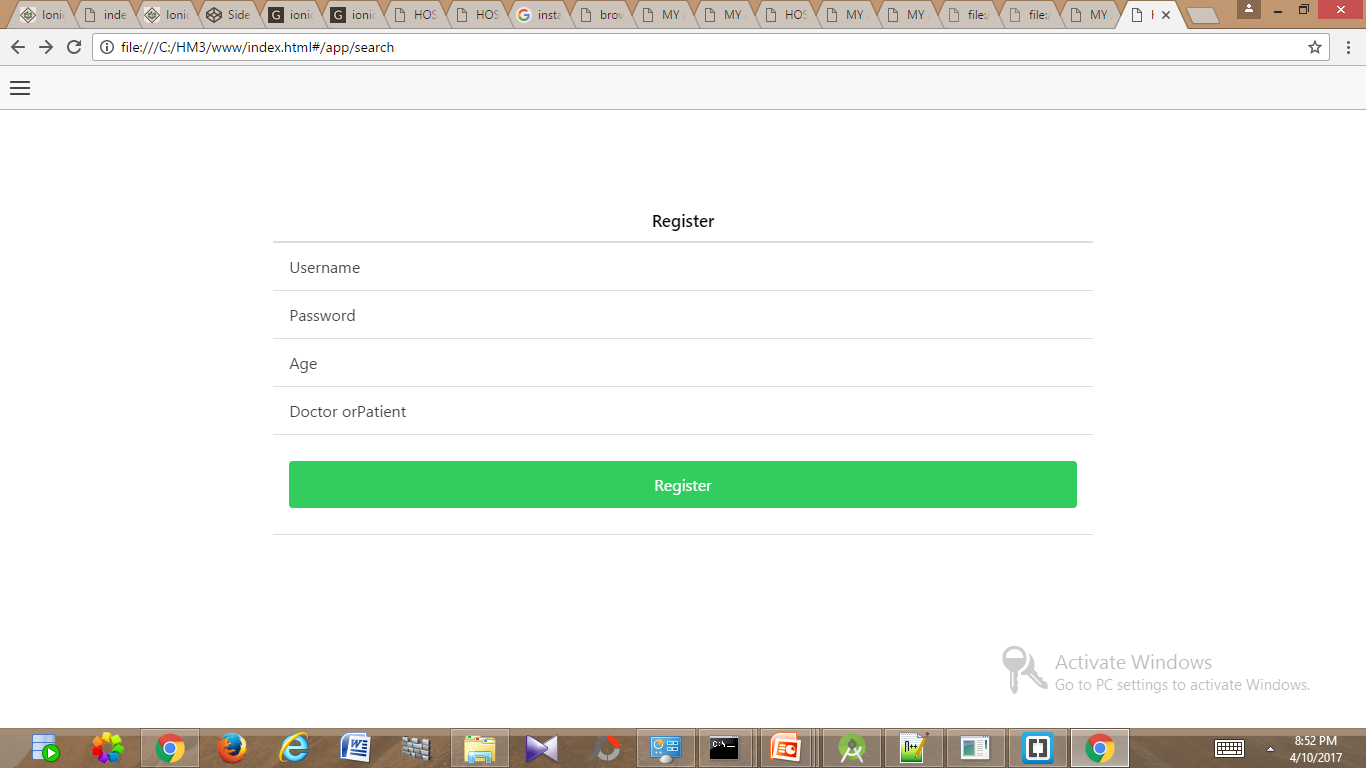 Ionic
inde
Ionic
Side
ionic
ionic
HOS
HOS
insta
brow
MY
MY
HOS
MY
MY
file:/
file:/
MY
file:///C:/HM3/www/index.html#/app/search
Register
Username
Password
Age
Doctor orPatient
Register
Activate Windows
Go to PC settings to activate Windows.
8:52 PM
4/10/2017